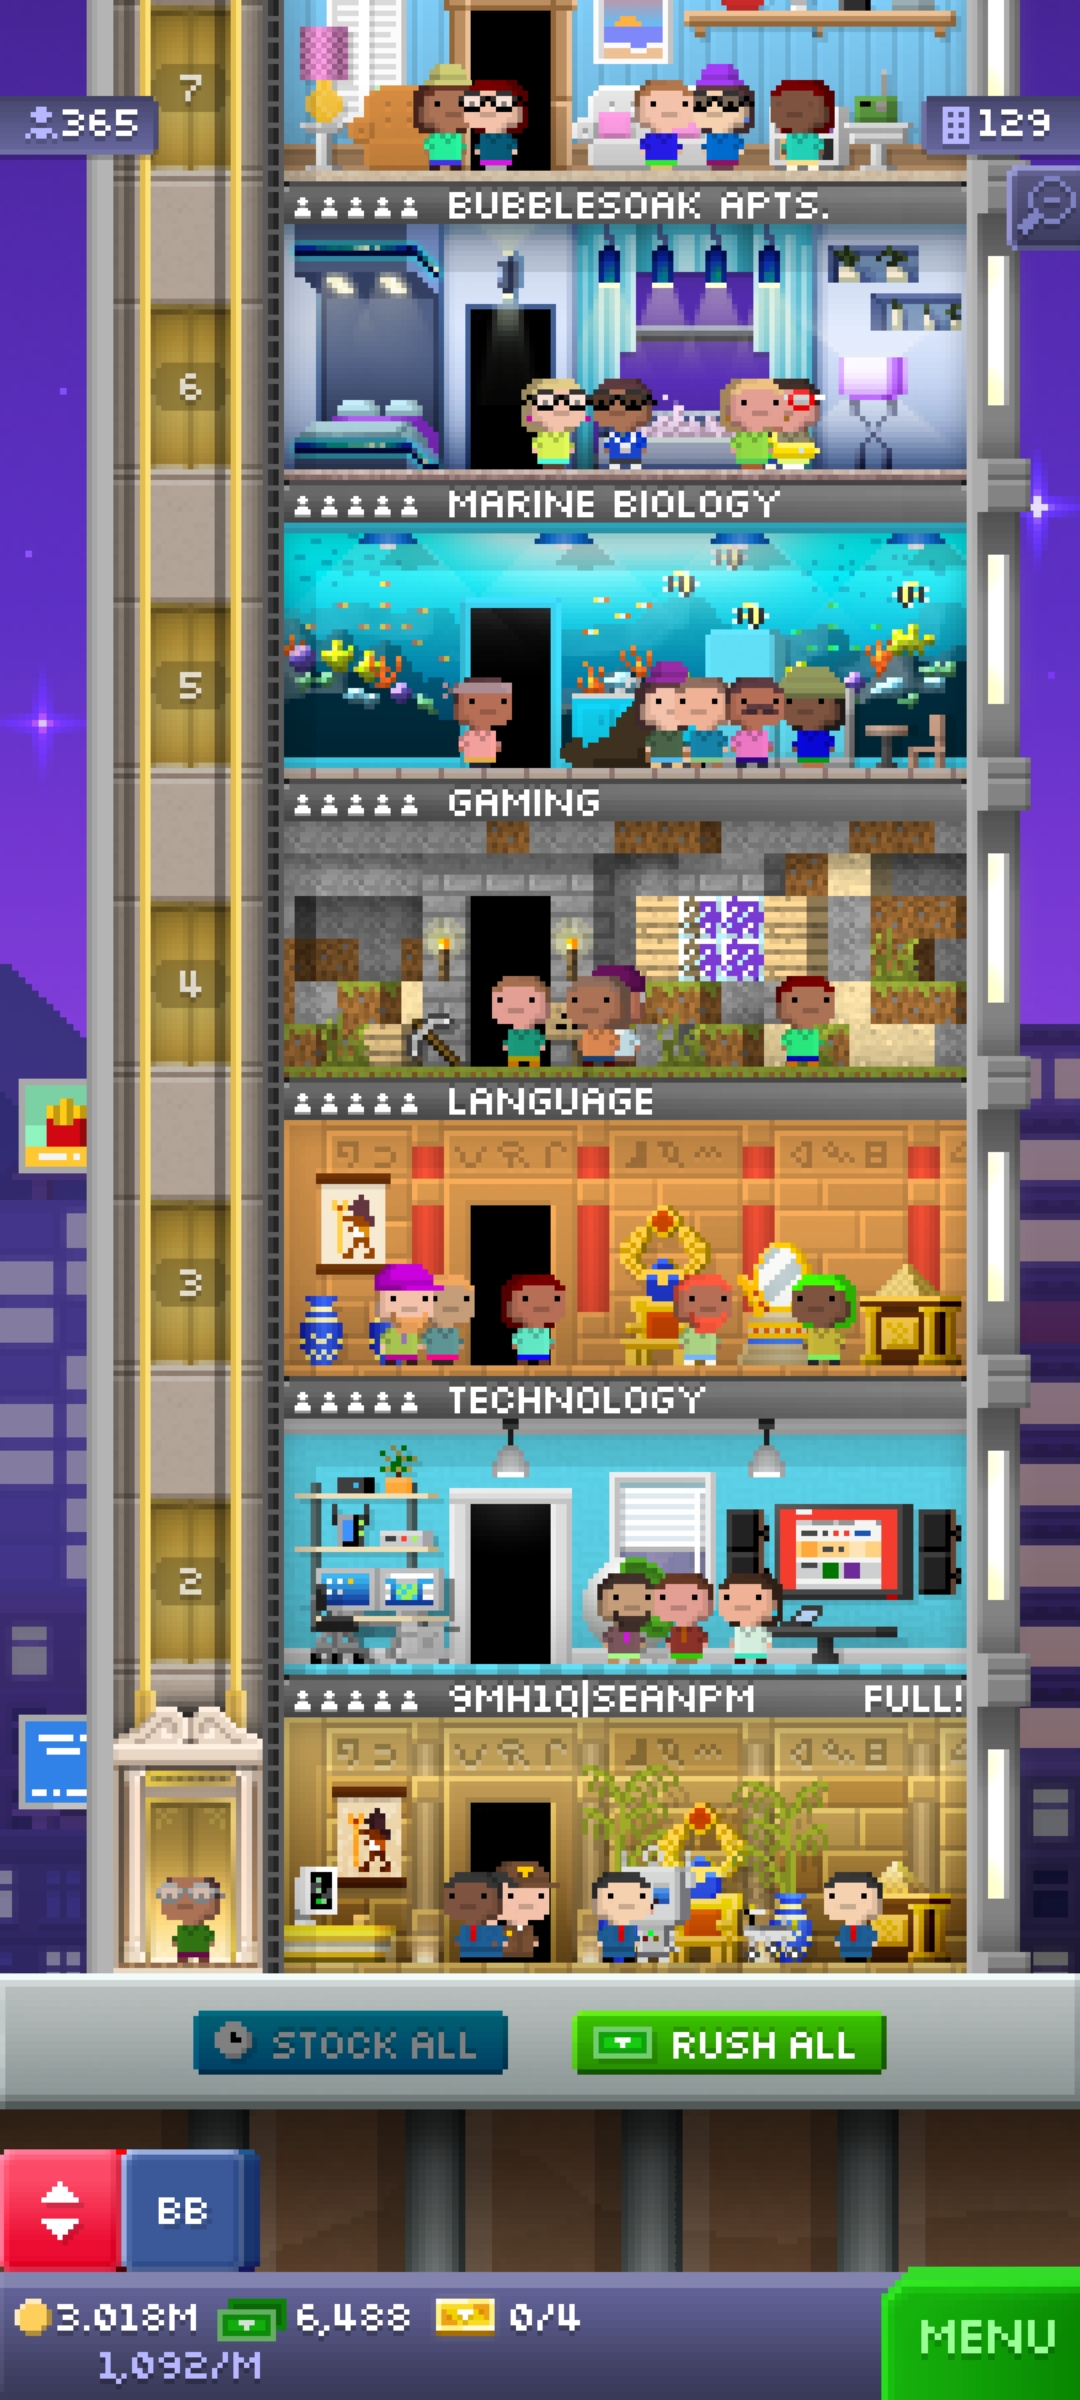 7
365
129
BUBBLESOAK APTS.
6
MARINE BIOLOGY
5
GAMING
4
LANGUAGE
3
TECHNOLOGY
2
9MH1Q|SEANPM FULL!
STOCK ALL
RUSH ALL
BB
3.018M 6,488 0/4
1,092/M
MENU